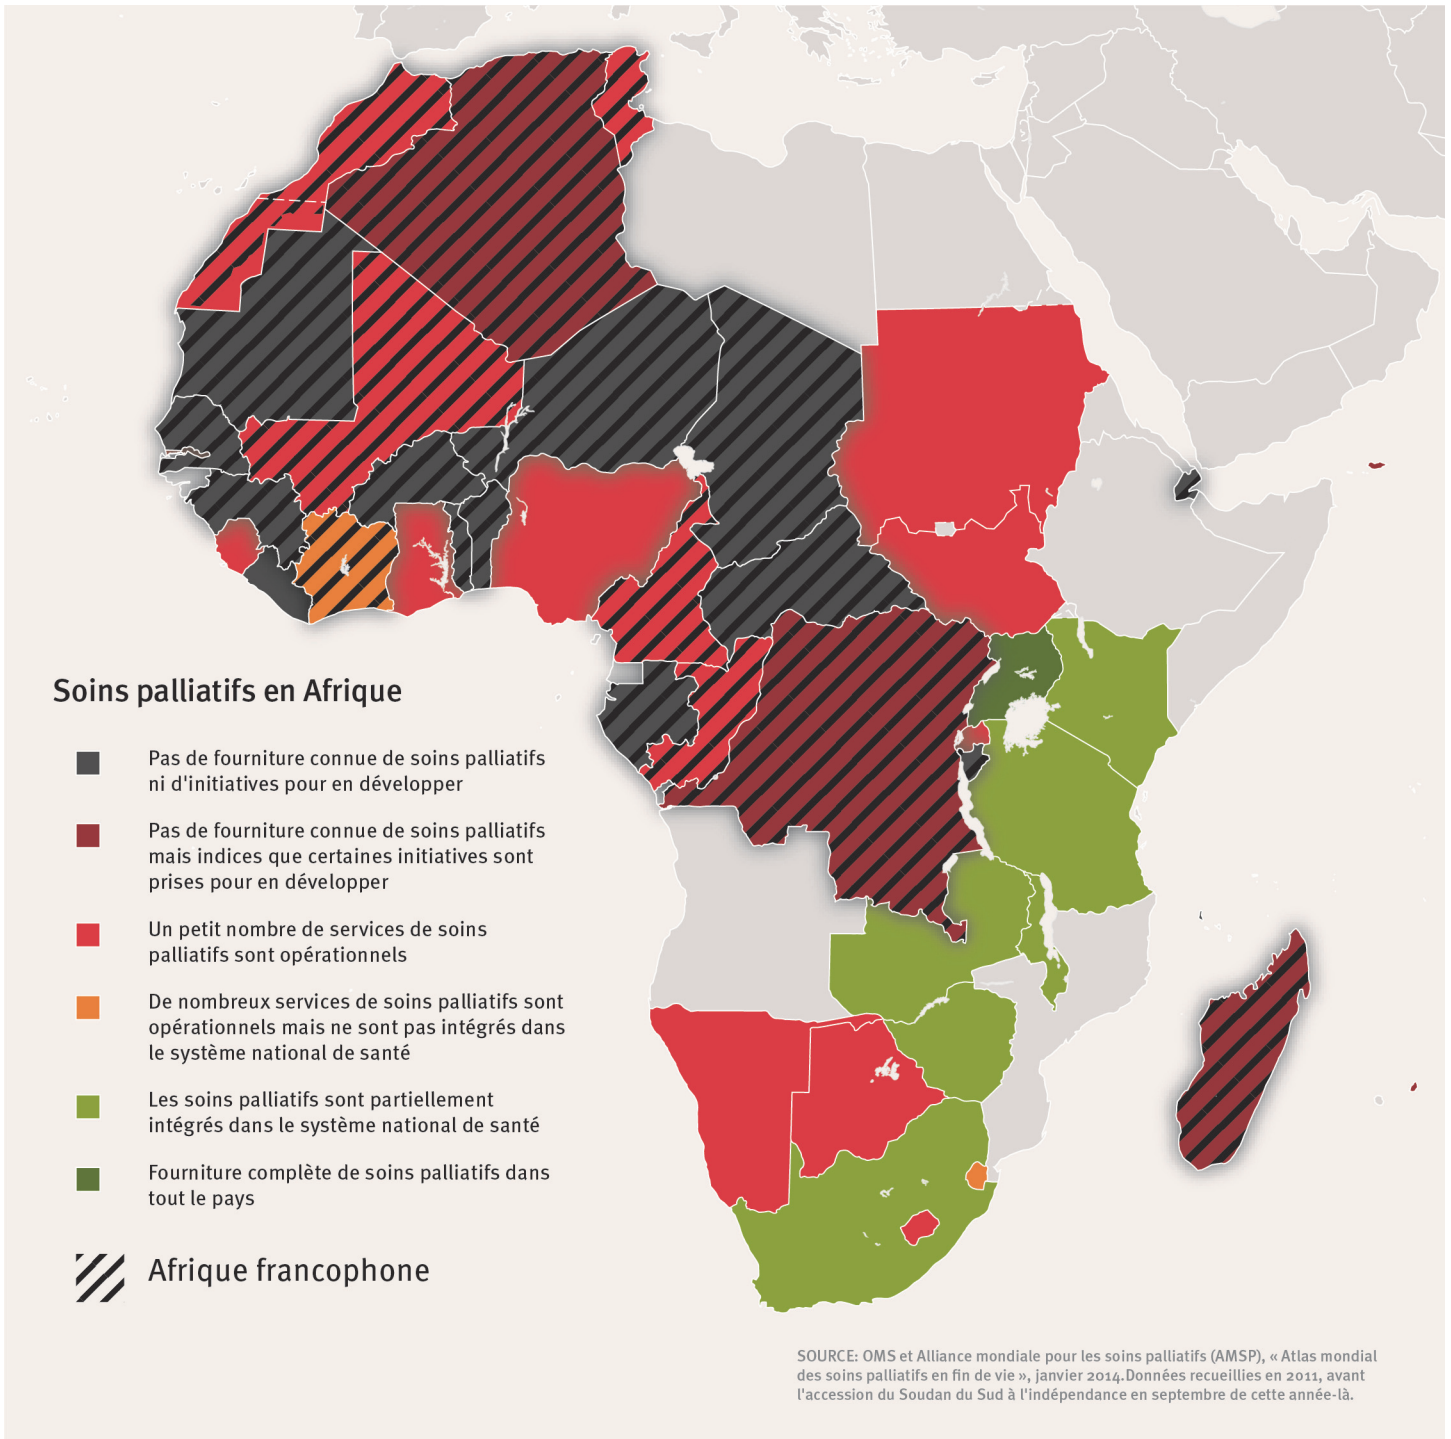 Soins palliatifs en Afrique
Pas de fourniture connue de soins palliatifs
ni d'initiatives pour en développer
Pas de fourniture connue de soins palliatifs
mais indices que certaines initiatives sont
prises pour en développer
Un petit nombre de services de soins
palliatifs sont opérationnels
De nombreux services de soins palliatifs sont
opérationnels mais ne sont pas intégrés dans
le système national de santé
Les soins palliatifs sont partiellement
intégrés dans le système national de santé
Fourniture complète de soins palliatifs dans
tout le pays
Afrique francophone
SOURCE: OMS et Alliance mondiale pour les soins palliatifs (AMSP), « Atlas mondial
des soins palliatifs en fin de vie », janvier 2014.Données recueillies en 2011, avant
l'accession du Soudan du Sud à l'indépendance en septembre de cette année-là.